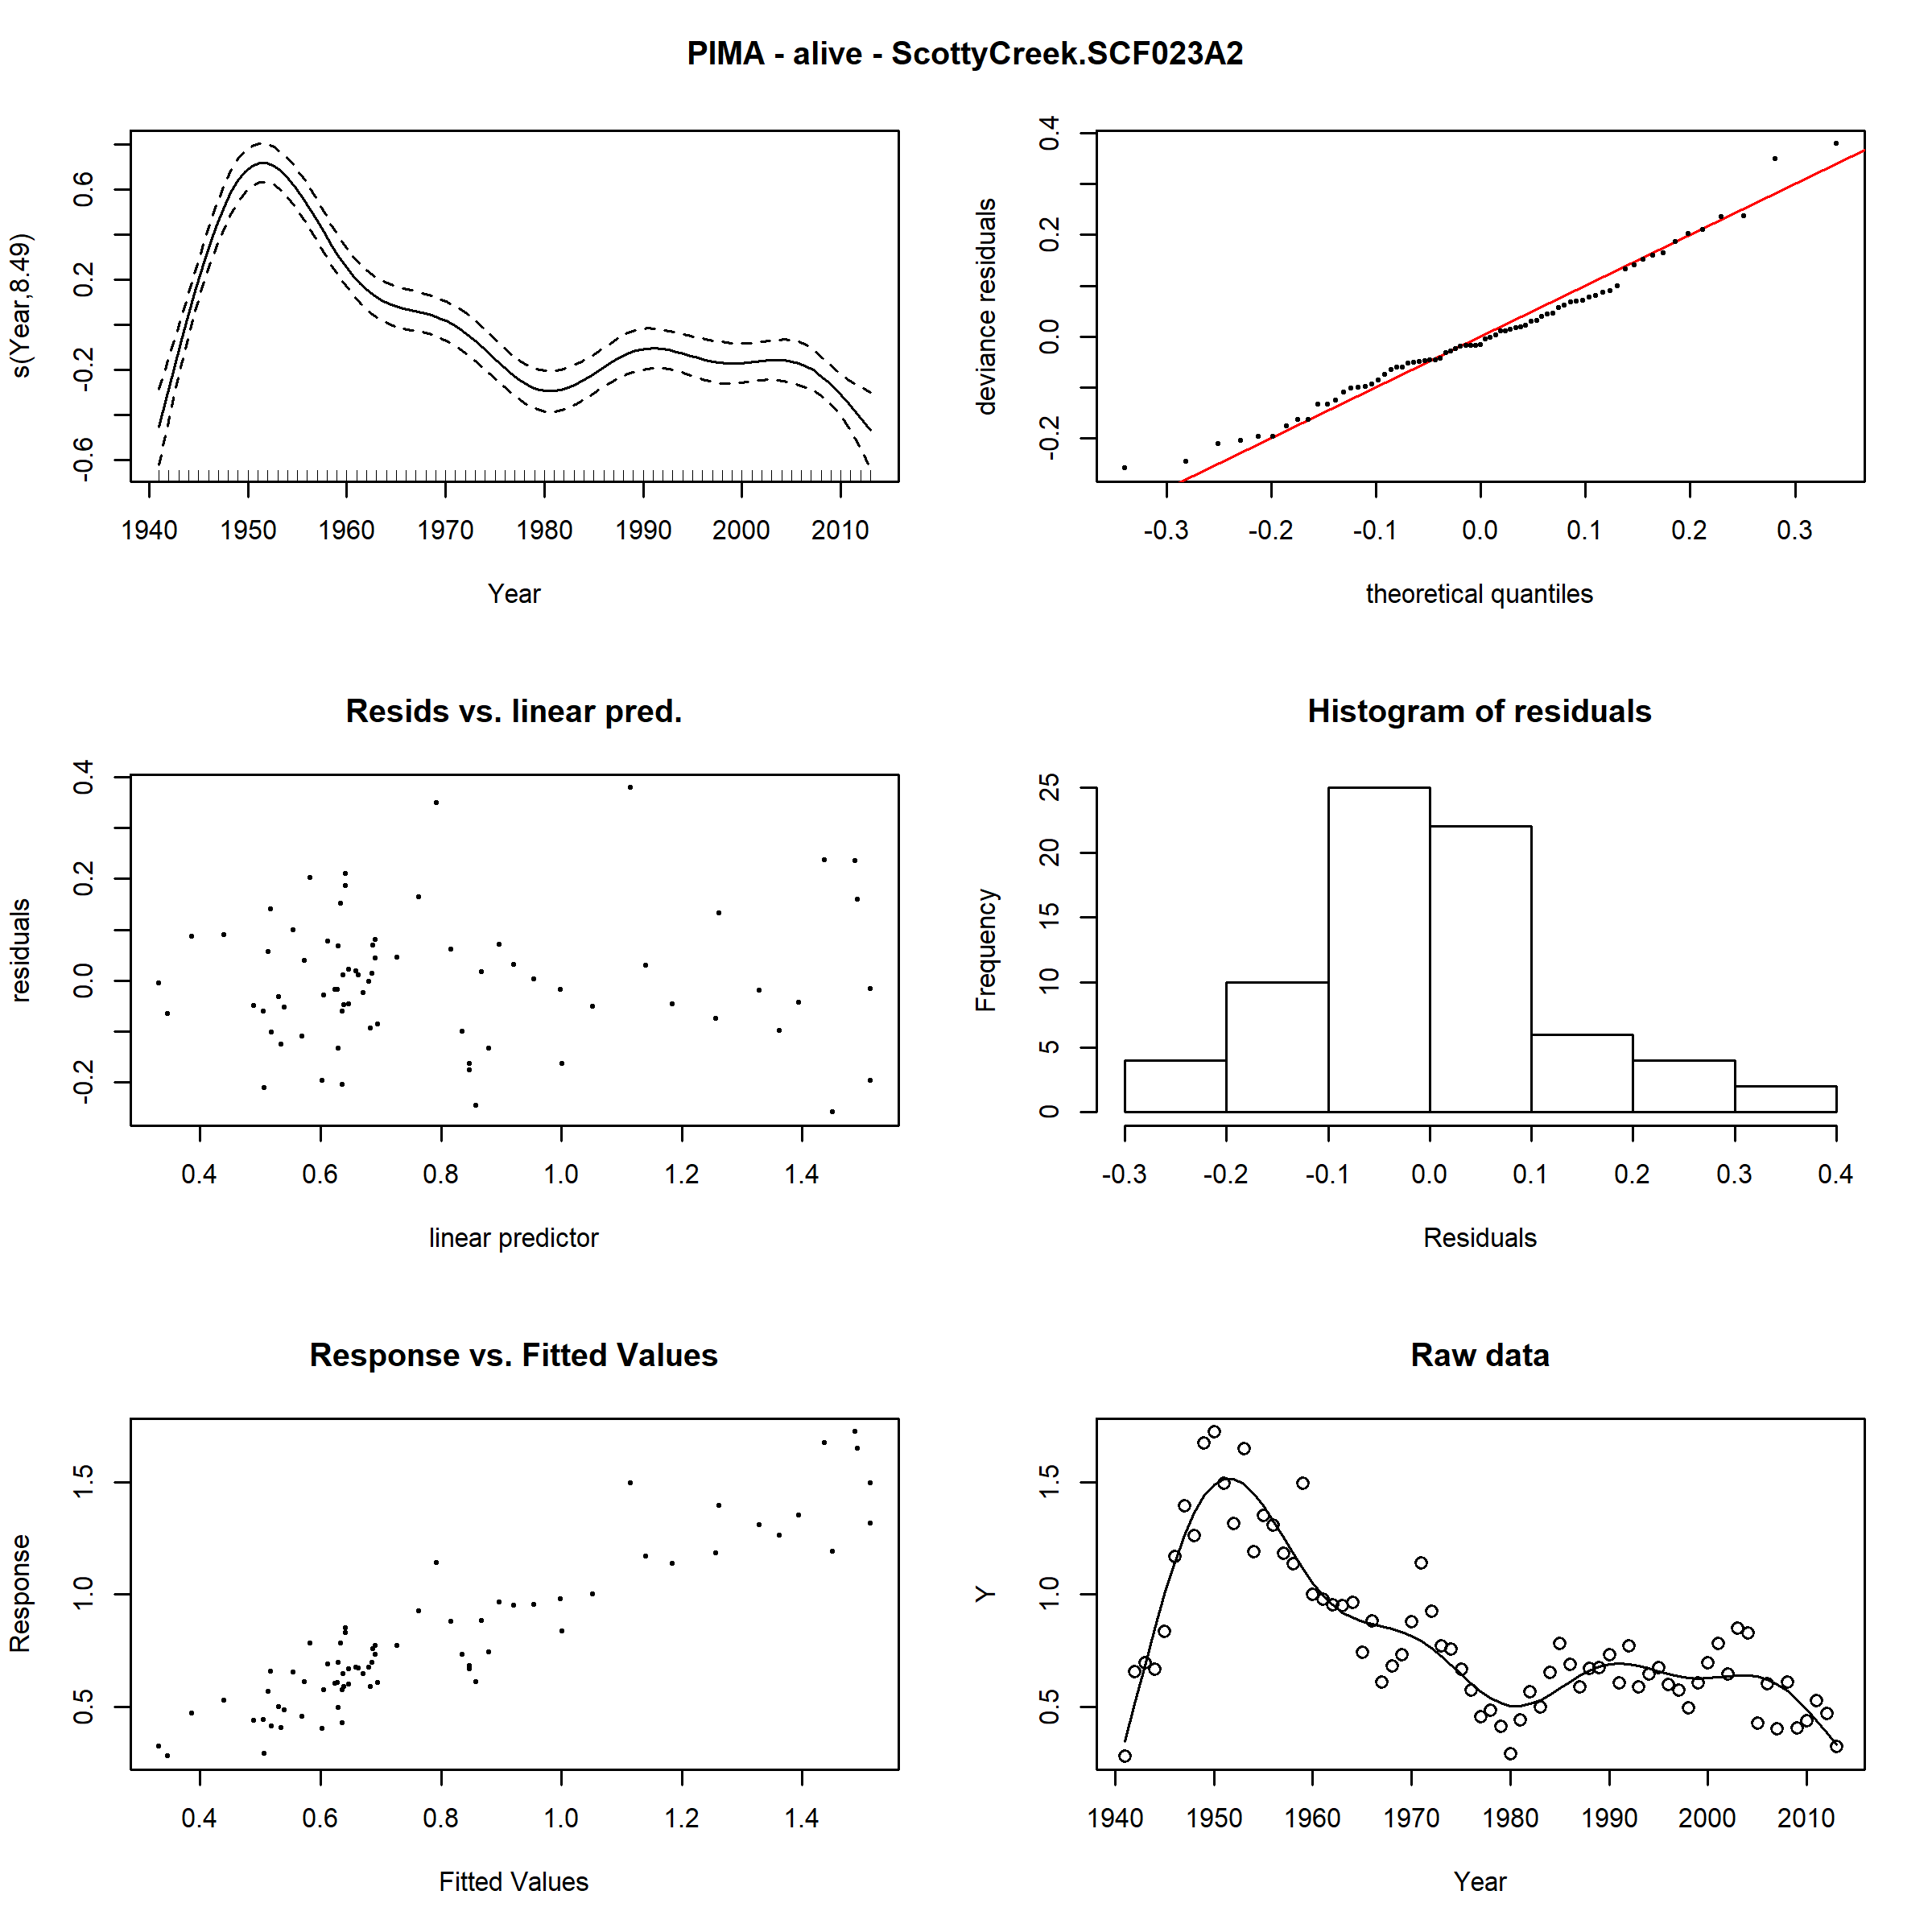 PIMA - alive - ScottyCreek.SCF023A2
s(Year,8.49)
-0.6 -0.2 0.2 0.6
1940 1950 1960 1970 1980 1990 2000 2010
Year
deviance residuals
-0.2 0.0 0.2 0.4
-0.3 -0.2 -0.1 0.0 0.1 0.2 0.3
theoretical quantiles
Resids vs. linear pred.
residuals
-0.2 0.0 0.2 0.4
0.4 0.6 0.8 1.0 1.2 1.4
linear predictor
Histogram of residuals
Frequency
0 5 10 15 20 25
-0.3 -0.2 -0.1 0.0 0.1 0.2 0.3 0.4
Residuals
Response vs. Fitted Values
Response
0.5 1.0 1.5
0.4 0.6 0.8 1.0 1.2 1.4
Fitted Values
Raw data
Y
0.5 1.0 1.5
1940 1950 1960 1970 1980 1990 2000 2010
Year